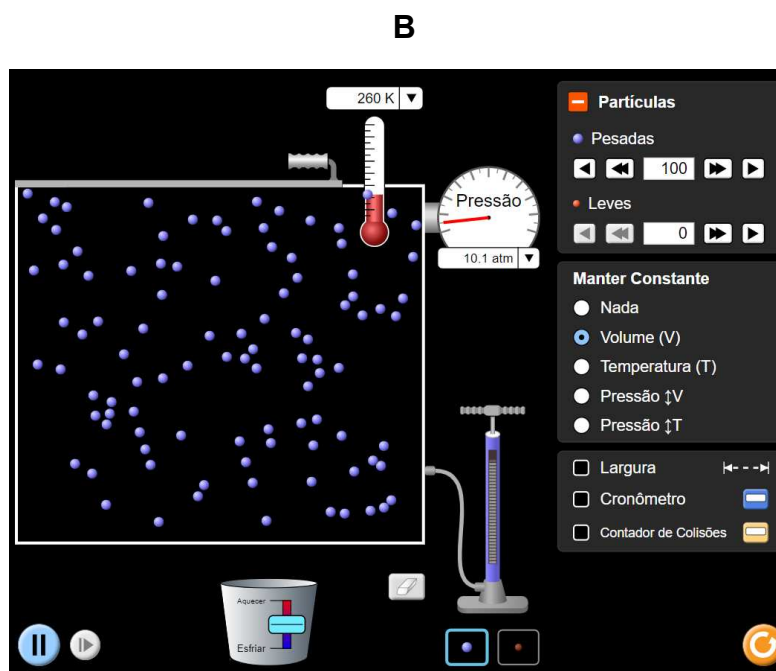 B
260 K
Pressão
10.1 atm
Partículas
Pesadas
100
Leves
0
Manter Constante
Nada
Volume (V)
Temperatura (T)
Pressão ↕V
Pressão ↕T
Largura
Cronômetro
Contador de Colisões
Aquecer
Esfriar